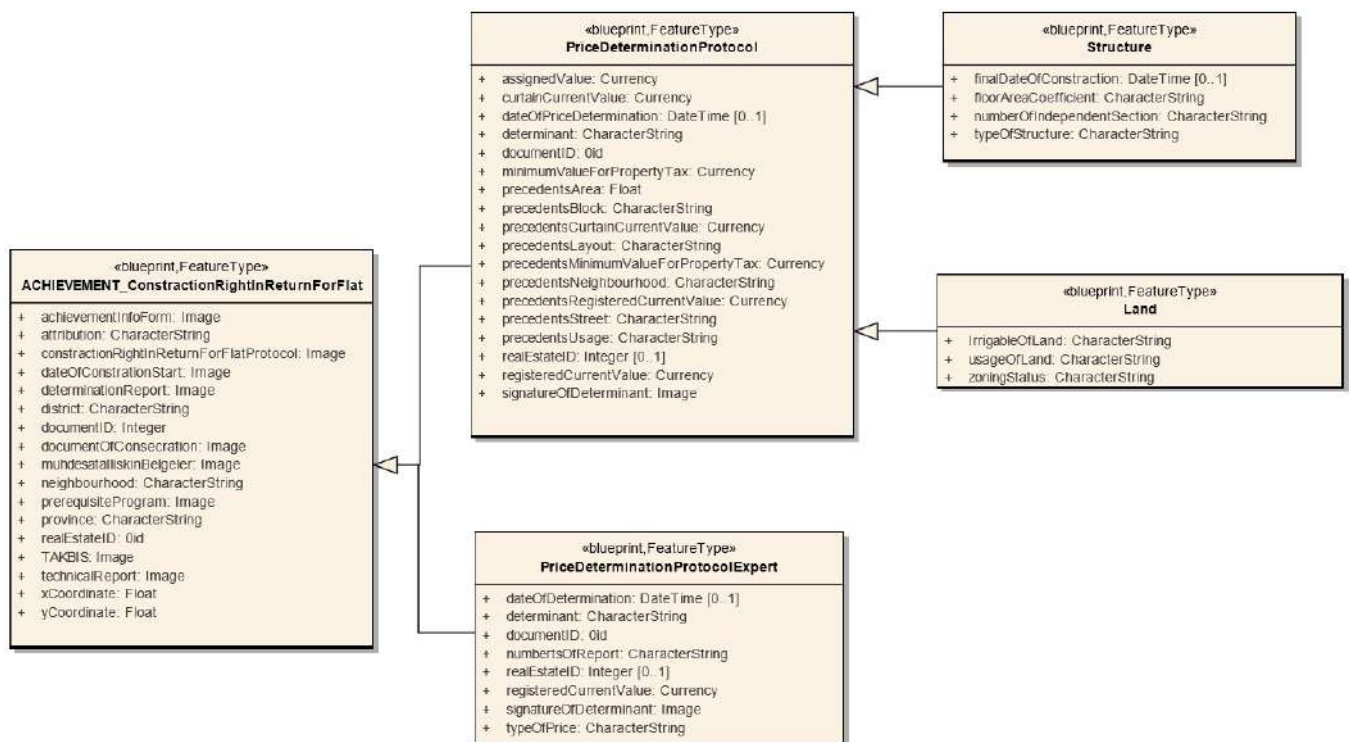 «blueprint,FeatureType»
ACHIEVEMENT_ConstractionRightInReturnForFlat
+ achievementInfoForm: Image
+ attribution: CharacterString
+ constractionRightInReturnForFlatProtocol: Image
+ dateOfConstrationStart: Image
+ determinationReport: Image
+ district: CharacterString
+ documentID: Integer
+ documentOfConsecration: Image
+ muhdesataIliskinBelgeler: Image
+ neighbourhood: CharacterString
+ prerequisiteProgram: Image
+ province: CharacterString
+ realEstateID: 0id
+ TAKBIS: Image
+ technicalReport: Image
+ xCoordinate: Float
+ yCoordinate: Float
«blueprint,FeatureType»
PriceDeterminationProtocol
+ assignedValue: Currency
+ curtainCurrentValue: Currency
+ dateOfPriceDetermination: DateTime [0..1]
+ determinant: CharacterString
+ documentID: 0id
+ minimumValueForPropertyTax: Currency
+ precedentsArea: Float
+ precedentsBlock: CharacterString
+ precedentsCurtainCurrentValue: Currency
+ precedentsLayout: CharacterString
+ precedentsMinimumValueForPropertyTax: Currency
+ precedentsNeighbourhood: CharacterString
+ precedentsRegisteredCurrentValue: Currency
+ precedentsStreet: CharacterString
+ precedentsUsage: CharacterString
+ realEstateID: Integer [0..1]
+ registeredCurrentValue: Currency
+ signatureOfDeterminant: Image
«blueprint,FeatureType»
PriceDeterminationProtocolExpert
+ dateOfDetermination: DateTime [0..1]
+ determinant: CharacterString
+ documentID: 0id
+ numbertsOfReport: CharacterString
+ realEstateID: Integer [0..1]
+ registeredCurrentValue: Currency
+ signatureOfDeterminant: Image
+ typeOfPrice: CharacterString
«blueprint,FeatureType»
Structure
+ finalDateOfConstraction: DateTime [0..1]
+ floorAreaCoefficient: CharacterString
+ numberOfIndependentSection: CharacterString
+ typeOfStructure: CharacterString
«blueprint,FeatureType»
Land
+ IrrigableOfLand: CharacterString
+ usageOfLand: CharacterString
+ zoningStatus: CharacterString